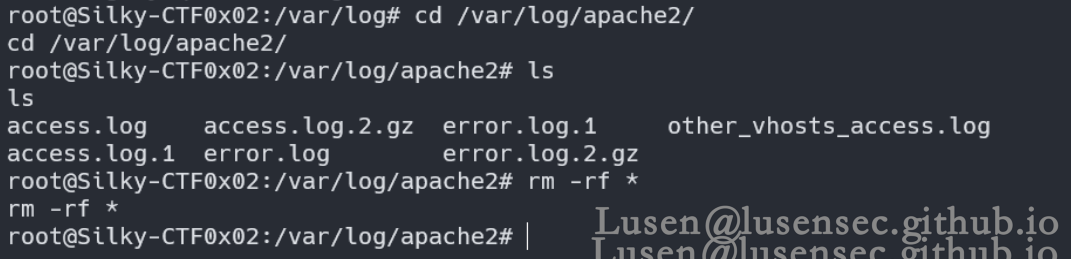 root@Silky-CTF0x02:/var/log# cd /var/log/apache2/
cd /var/log/apache2/
root@Silky-CTF0x02:/var/log/apache2# ls
ls
access.log    access.log.2.gz  error.log.1     other_vhosts_access.log
access.log.1  error.log        error.log.2.gz
root@Silky-CTF0x02:/var/log/apache2# rm -rf *
rm -rf *
root@Silky-CTF0x02:/var/log/apache2#
Lusen@lusensec.github.io
Lusen@lusensec.github.io